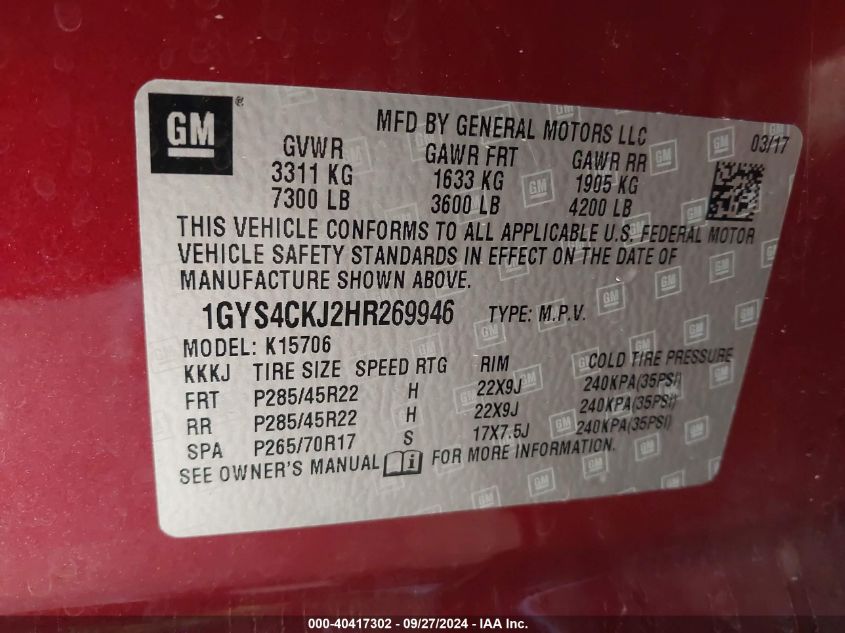 GM ®
MFD BY GENERAL MOTORS LLC
03/17
GVWR GAWR FRT GAWR RR
3311 KG 1633 KG 1905 KG
7300 LB 3600 LB 4200 LB
THIS VEHICLE CONFORMS TO ALL APPLICABLE U.S. FEDERAL MOTOR
VEHICLE SAFETY STANDARDS IN EFFECT ON THE DATE OF
MANUFACTURE SHOWN ABOVE.
1GYS4CKJ2HR269946 TYPE: M.P.V.
MODEL: K15706
KKKJ TIRE SIZE SPEED RTG RIM COLD TIRE PRESSURE
FRT P285/45R22 H 22X9J 240KPA(35PSI)
RR P285/45R22 H 22X9J 240KPA(35PSI)
SPA P265/70R17 S 17X7.5J 240KPA(35PSI)
SEE OWNER'S MANUAL i FOR MORE INFORMATION.
000-40417302 - 09/27/2024 - IAA Inc.